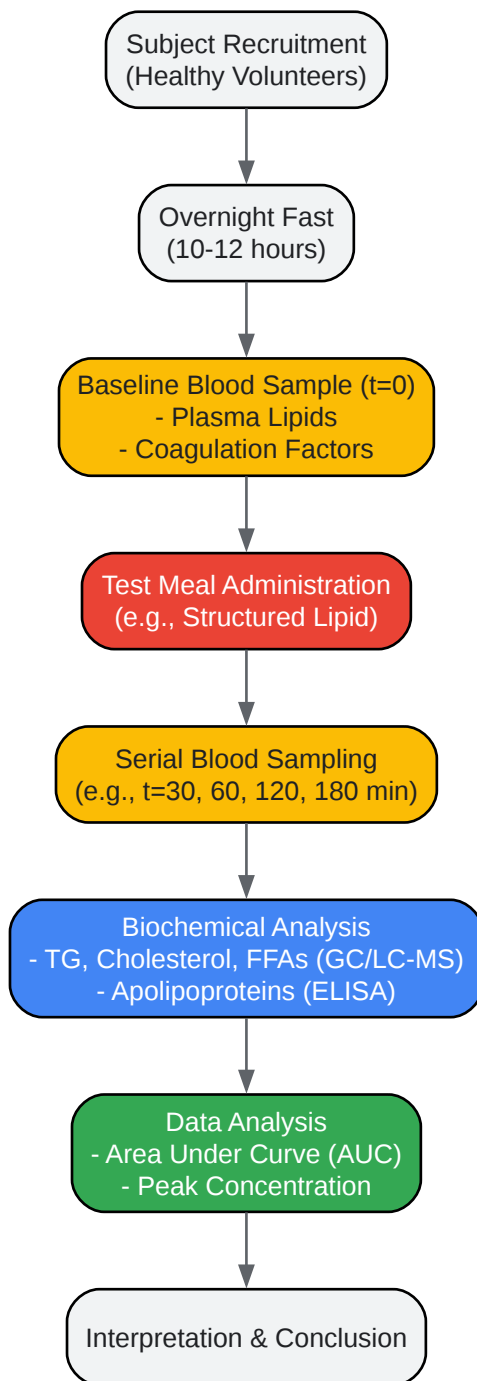 Subject Recruitment
(Healthy Volunteers)
Overnight Fast
(10-12 hours)
Baseline Blood Sample (t=0)
- Plasma Lipids
- Coagulation Factors
Test Meal Administration
(e.g., Structured Lipid)
Serial Blood Sampling
(e.g., t=30, 60, 120, 180 min)
Biochemical Analysis
- TG, Cholesterol, FFAs (GC/LC-MS)
- Apolipoproteins (ELISA)
Data Analysis
- Area Under Curve (AUC)
- Peak Concentration
Interpretation & Conclusion